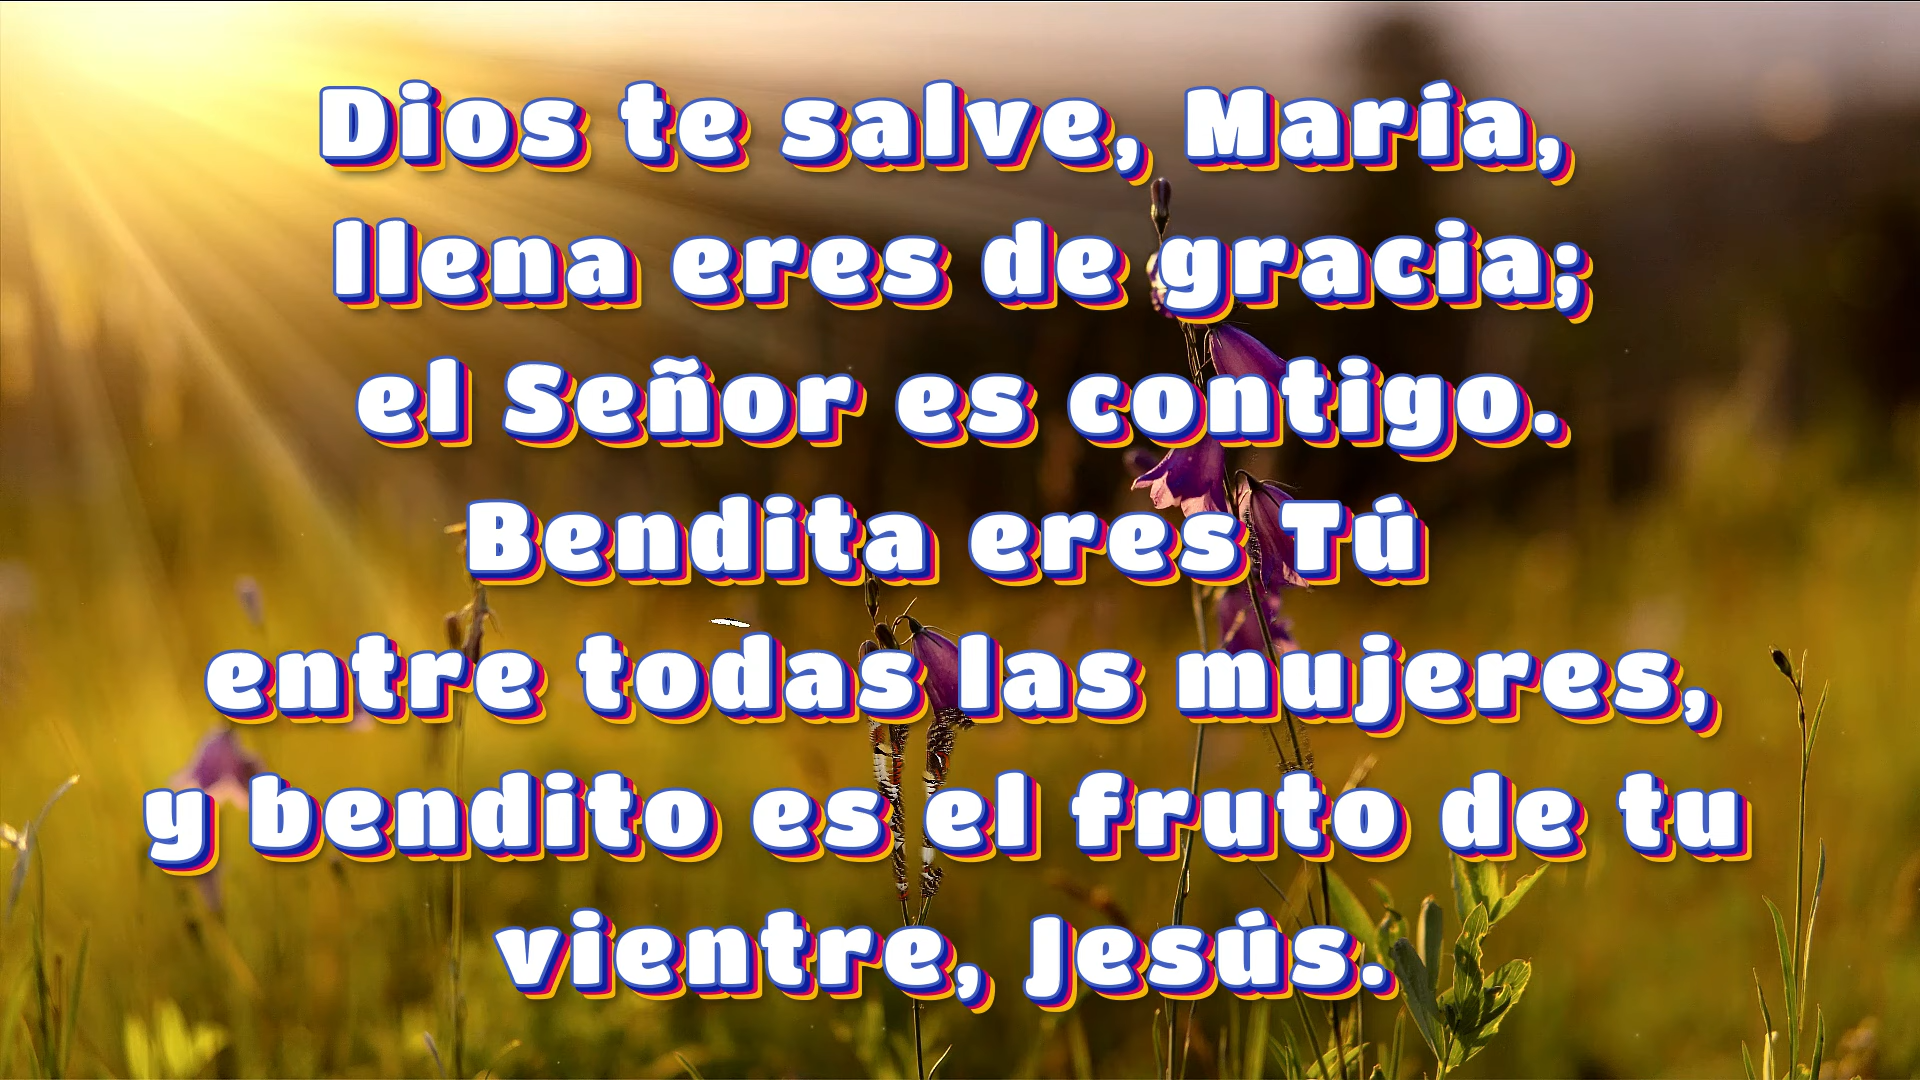 Dios te salve, María,
llena eres de gracia;
el Señor es contigo.
Bendita eres Tú
entre todas las mujeres,
y bendito es el fruto de tu
vientre, Jesús.